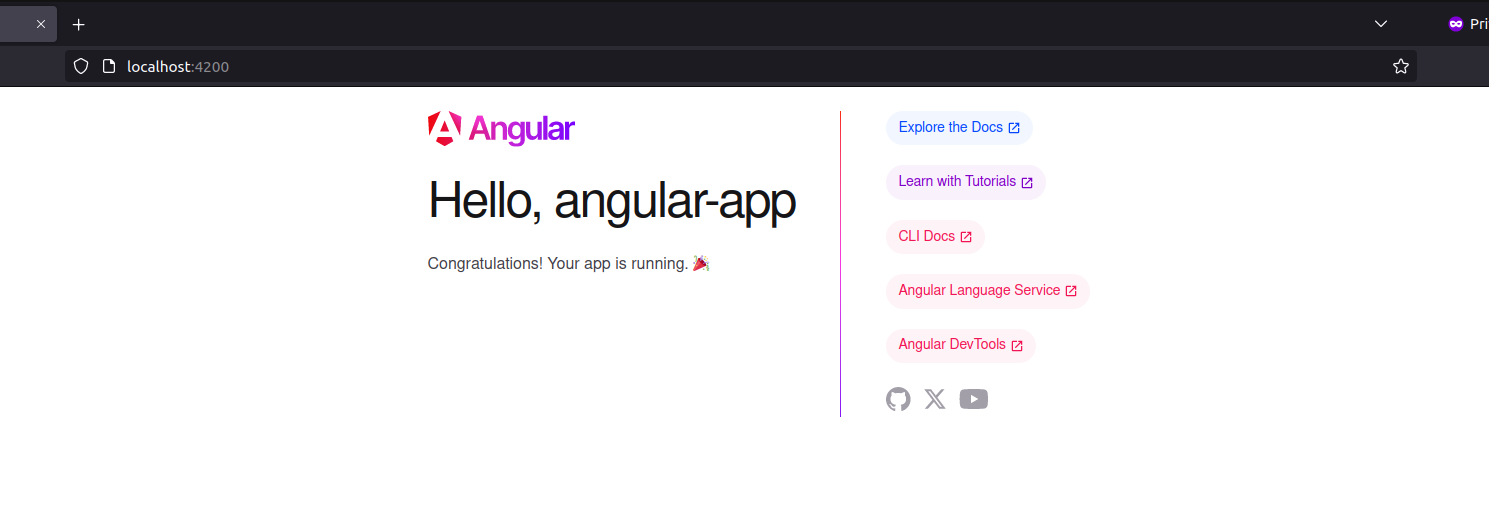 Pri
localhost:4200
Angular
Hello, angular-app
Congratulations! Your app is running. 🎉
Explore the Docs
Learn with Tutorials
CLI Docs
Angular Language Service
Angular DevTools